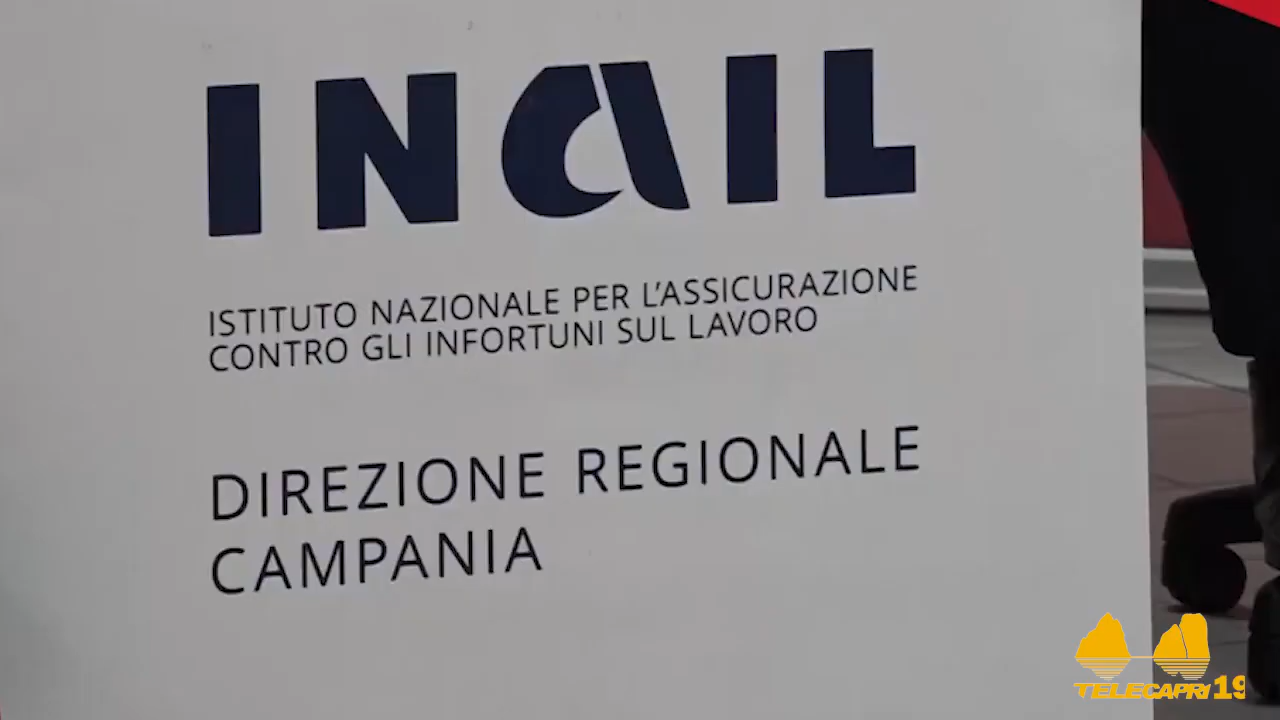 INAIL
ISTITUTO NAZIONALE PER L'ASSICURAZIONE
CONTRO GLI INFORTUNI SUL LAVORO
DIREZIONE REGIONALE
CAMPANIA
TELECAPRI 19